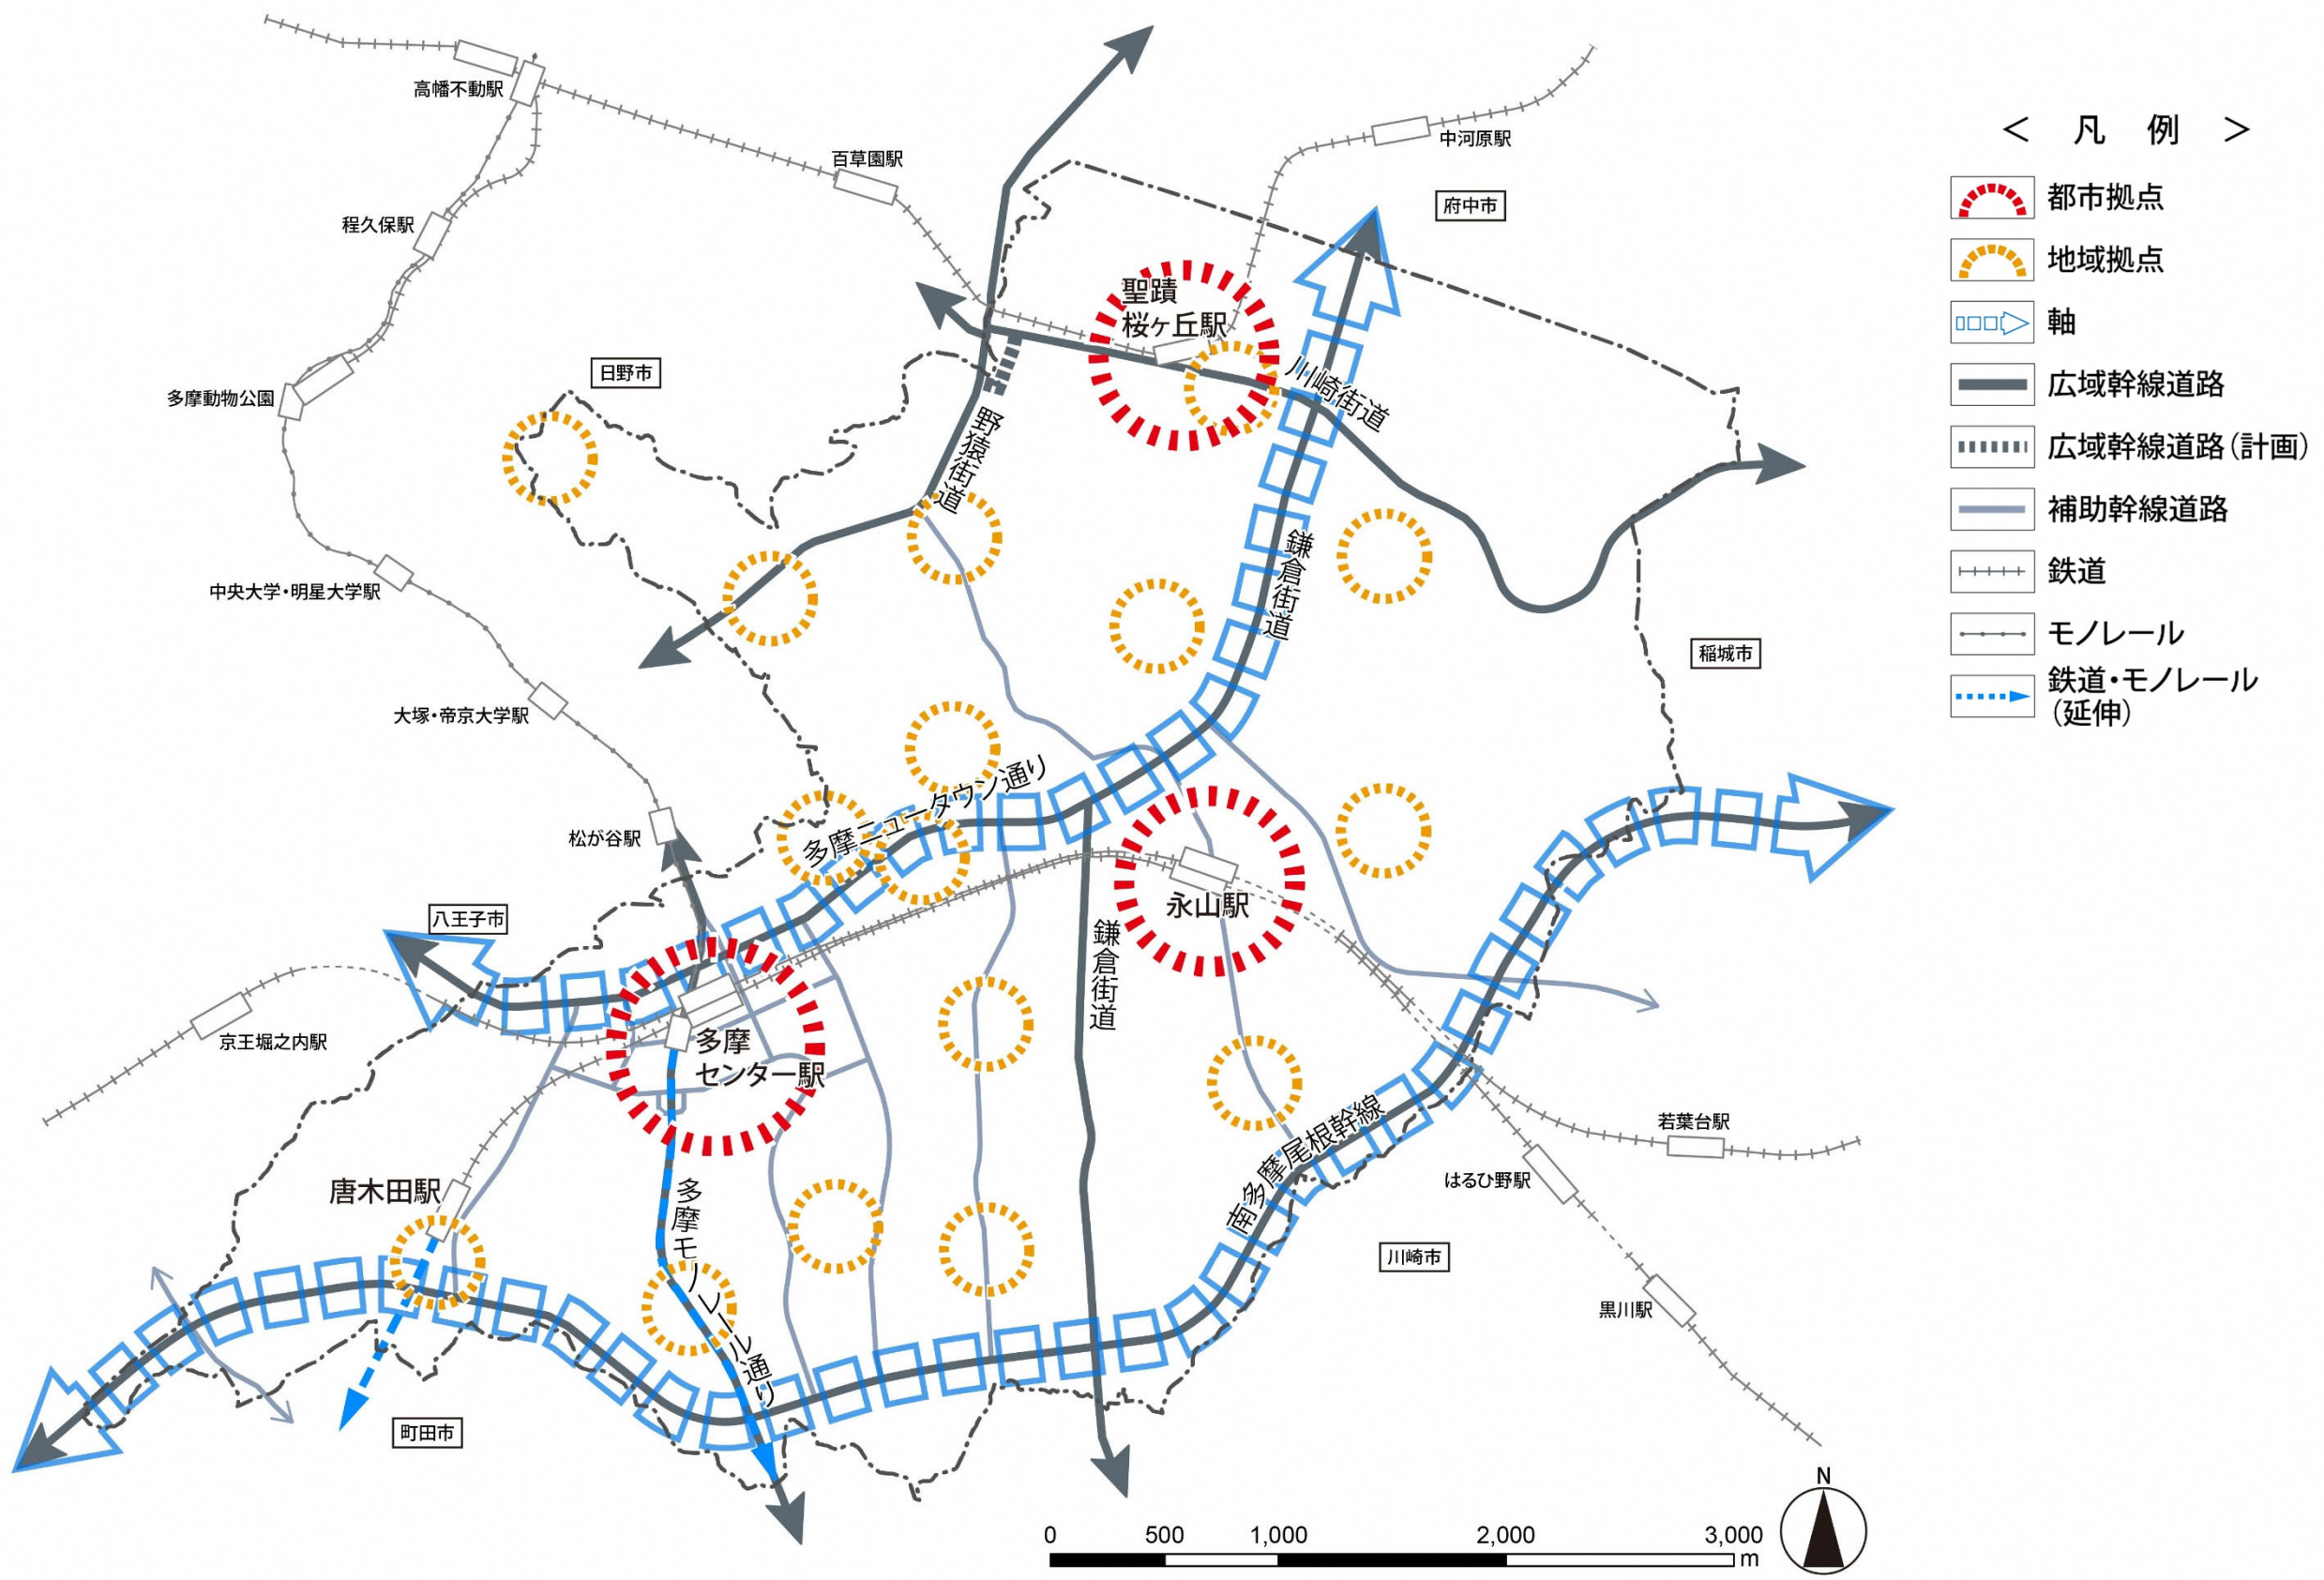 高幡不動駅
百草園駅
中河原駅
府中市
程久保駅
聖蹟
桜ヶ丘駅
日野市
川崎街道
多摩動物公園
野猿街道
鎌倉街道
中央大学・明星大学駅
稲城市
大塚・帝京大学駅
多摩ニュータウン通り
松が谷駅
八王子市
永山駅
鎌倉街道
京王堀之内駅
多摩
センター駅
若葉台駅
はるひ野駅
唐木田駅
南多摩尾根幹線
多摩モノレール通り
川崎市
黒川駅
町田市
＜ 凡 例 ＞
都市拠点
地域拠点
軸
広域幹線道路
広域幹線道路（計画）
補助幹線道路
鉄道
モノレール
鉄道・モノレール
（延伸）
N
0 500 1,000 2,000 3,000
m